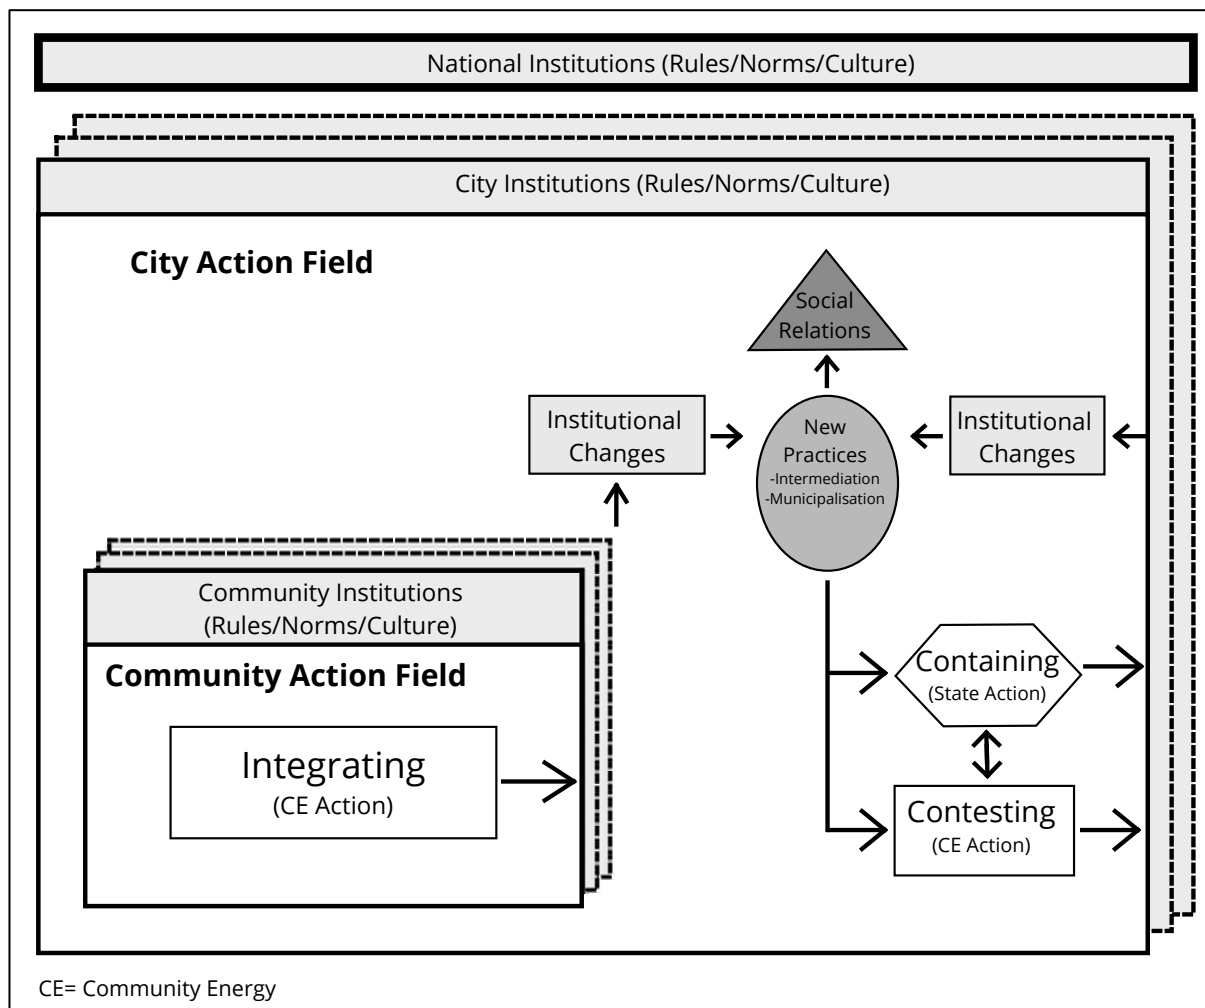 National Institutions (Rules/Norms/Culture)
City Institutions (Rules/Norms/Culture)
City Action Field
Social
Relations
Institutional
Changes
New
Practices
-Intermediation
-Municipalisation
Institutional
Changes
Community Institutions
(Rules/Norms/Culture)
Community Action Field
Integrating
(CE Action)
Containing
(State Action)
Contesting
(CE Action)
CE= Community Energy